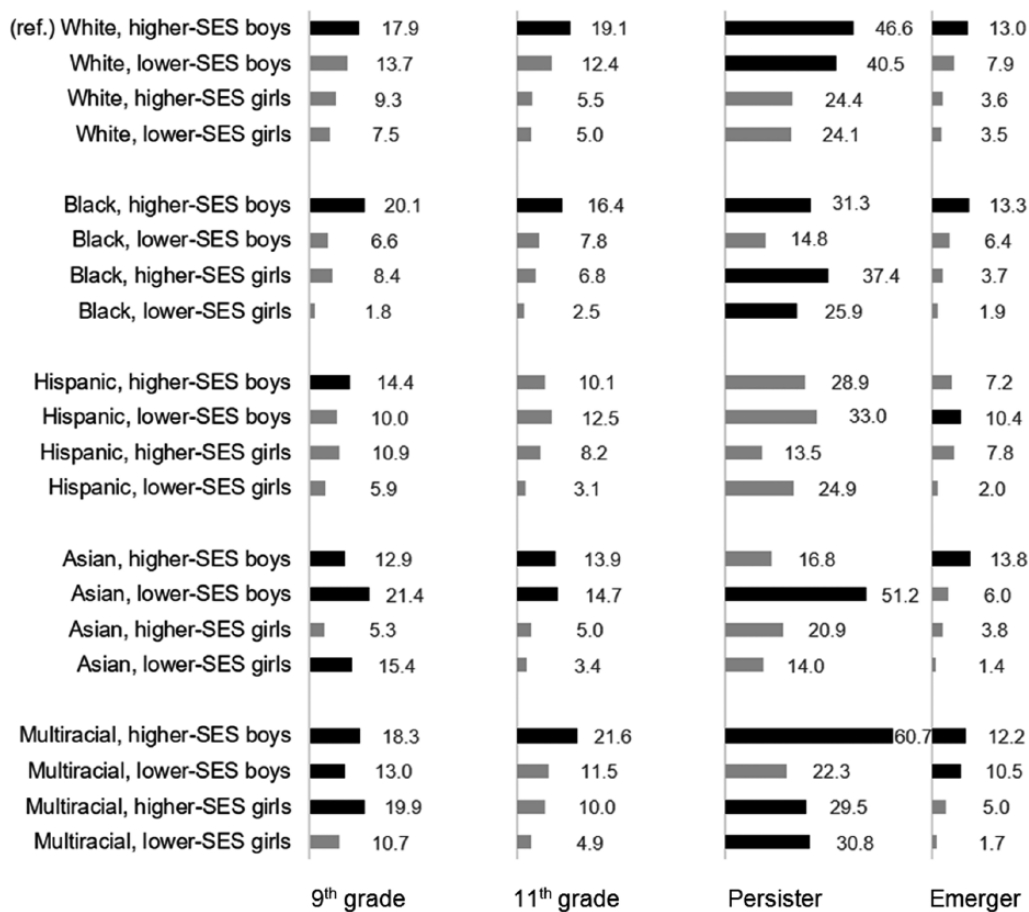 (ref.) White, higher-SES boys 17.9 19.1 46.6 13.0
White, lower-SES boys 13.7 12.4 40.5 7.9
White, higher-SES girls 9.3 5.5 24.4 3.6
White, lower-SES girls 7.5 5.0 24.1 3.5
Black, higher-SES boys 20.1 16.4 31.3 13.3
Black, lower-SES boys 6.6 7.8 14.8 6.4
Black, higher-SES girls 8.4 6.8 37.4 3.7
Black, lower-SES girls 1.8 2.5 25.9 1.9
Hispanic, higher-SES boys 14.4 10.1 28.9 7.2
Hispanic, lower-SES boys 10.0 12.5 33.0 10.4
Hispanic, higher-SES girls 10.9 8.2 13.5 7.8
Hispanic, lower-SES girls 5.9 3.1 24.9 2.0
Asian, higher-SES boys 12.9 13.9 16.8 13.8
Asian, lower-SES boys 21.4 14.7 51.2 6.0
Asian, higher-SES girls 5.3 5.0 20.9 3.8
Asian, lower-SES girls 15.4 3.4 14.0 1.4
Multiracial, higher-SES boys 18.3 21.6 60.7 12.2
Multiracial, lower-SES boys 13.0 11.5 22.3 10.5
Multiracial, higher-SES girls 19.9 10.0 29.5 5.0
Multiracial, lower-SES girls 10.7 4.9 30.8 1.7
9th grade 11th grade Persister Emerger